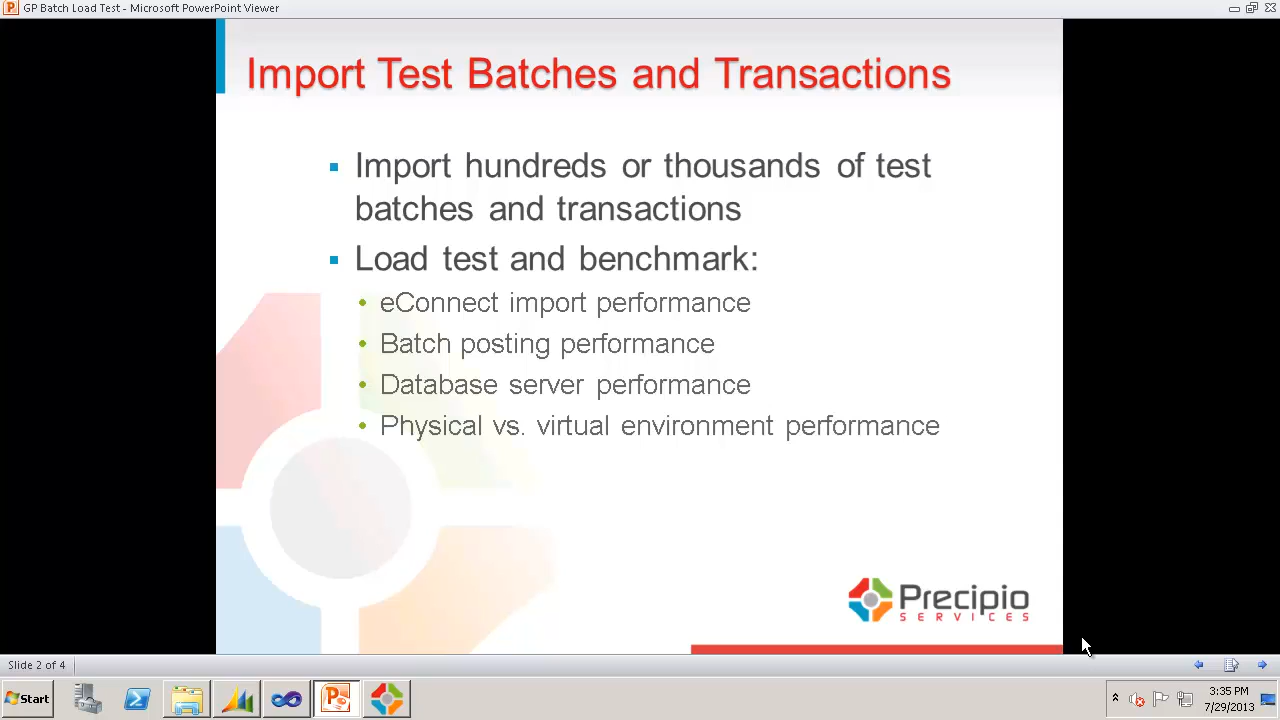 GP Batch Load Test - Microsoft PowerPoint Viewer
Import Test Batches and Transactions
Import hundreds or thousands of test
batches and transactions
Load test and benchmark:
eConnect import performance
Batch posting performance
Database server performance
Physical vs. virtual environment performance
Precipio
SERVICES
Slide 2 of 4
Start
3:35 PM
7/29/2013